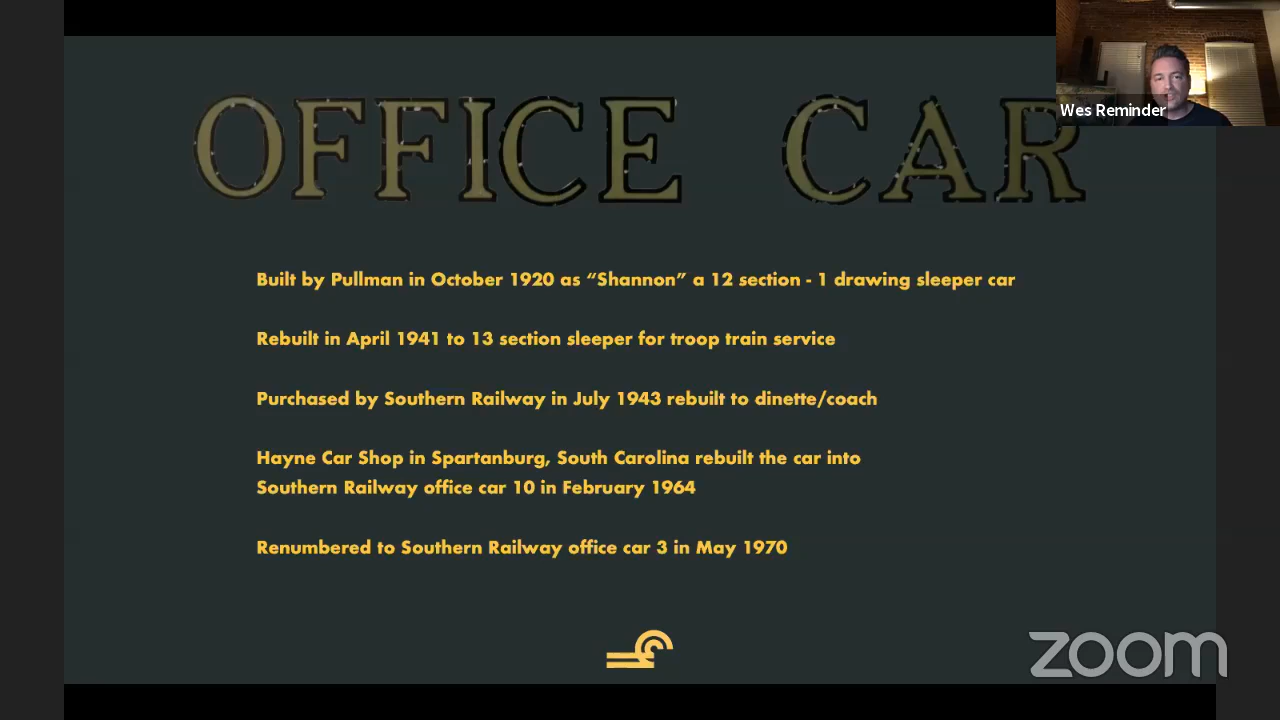 OFFICE CAR
Wes Reminder
Built by Pullman in October 1920 as “Shannon” a 12 section - 1 drawing sleeper car
Rebuilt in April 1941 to 13 section sleeper for troop train service
Purchased by Southern Railway in July 1943 rebuilt to dinette/coach
Hayne Car Shop in Spartanburg, South Carolina rebuilt the car into
Southern Railway office car 10 in February 1964
Renumbered to Southern Railway office car 3 in May 1970
zoom